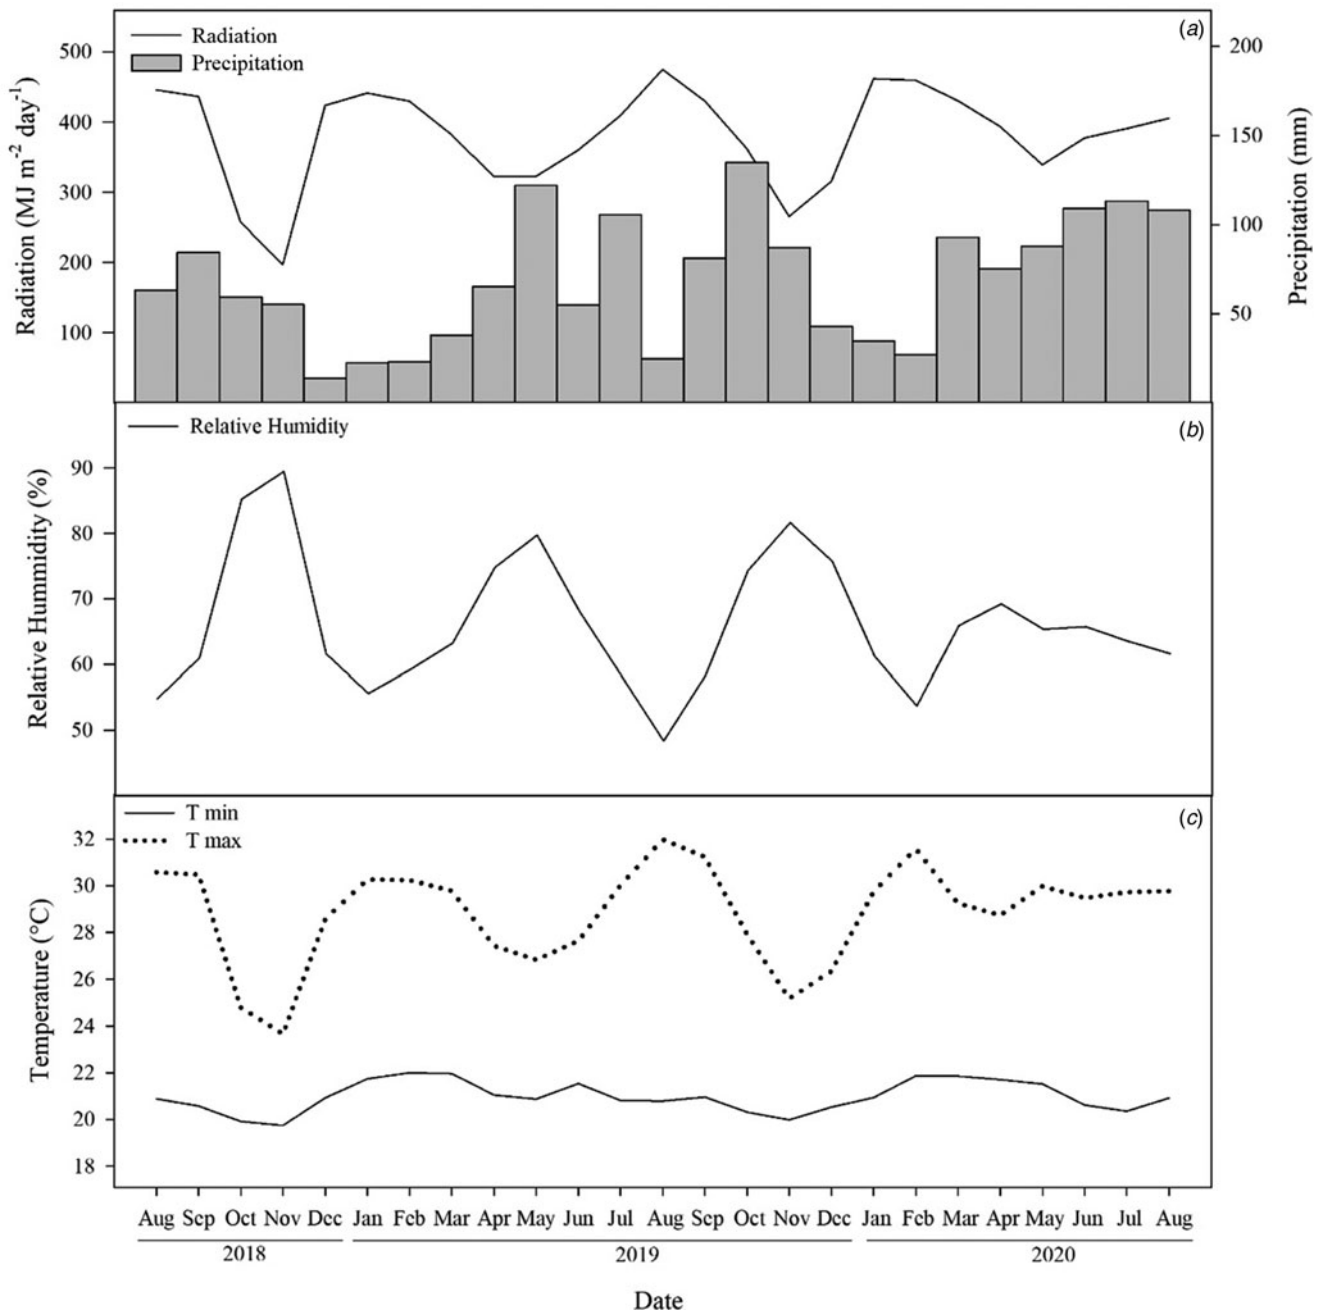 Radiation
Precipitation
(a)
500
400
300
200
100
Radiation (MJ m-2 day-1)
200
150
100
50
Precipitation (mm)
Relative Humidity
(b)
90
80
70
60
50
Relative Hummidity (%)
T min
T max
(c)
32
30
28
26
24
22
20
18
Temperature (°C)
Aug Sep Oct Nov Dec Jan Feb Mar Apr May Jun Jul Aug Sep Oct Nov Dec Jan Feb Mar Apr May Jun Jul Aug
2018 2019 2020
Date